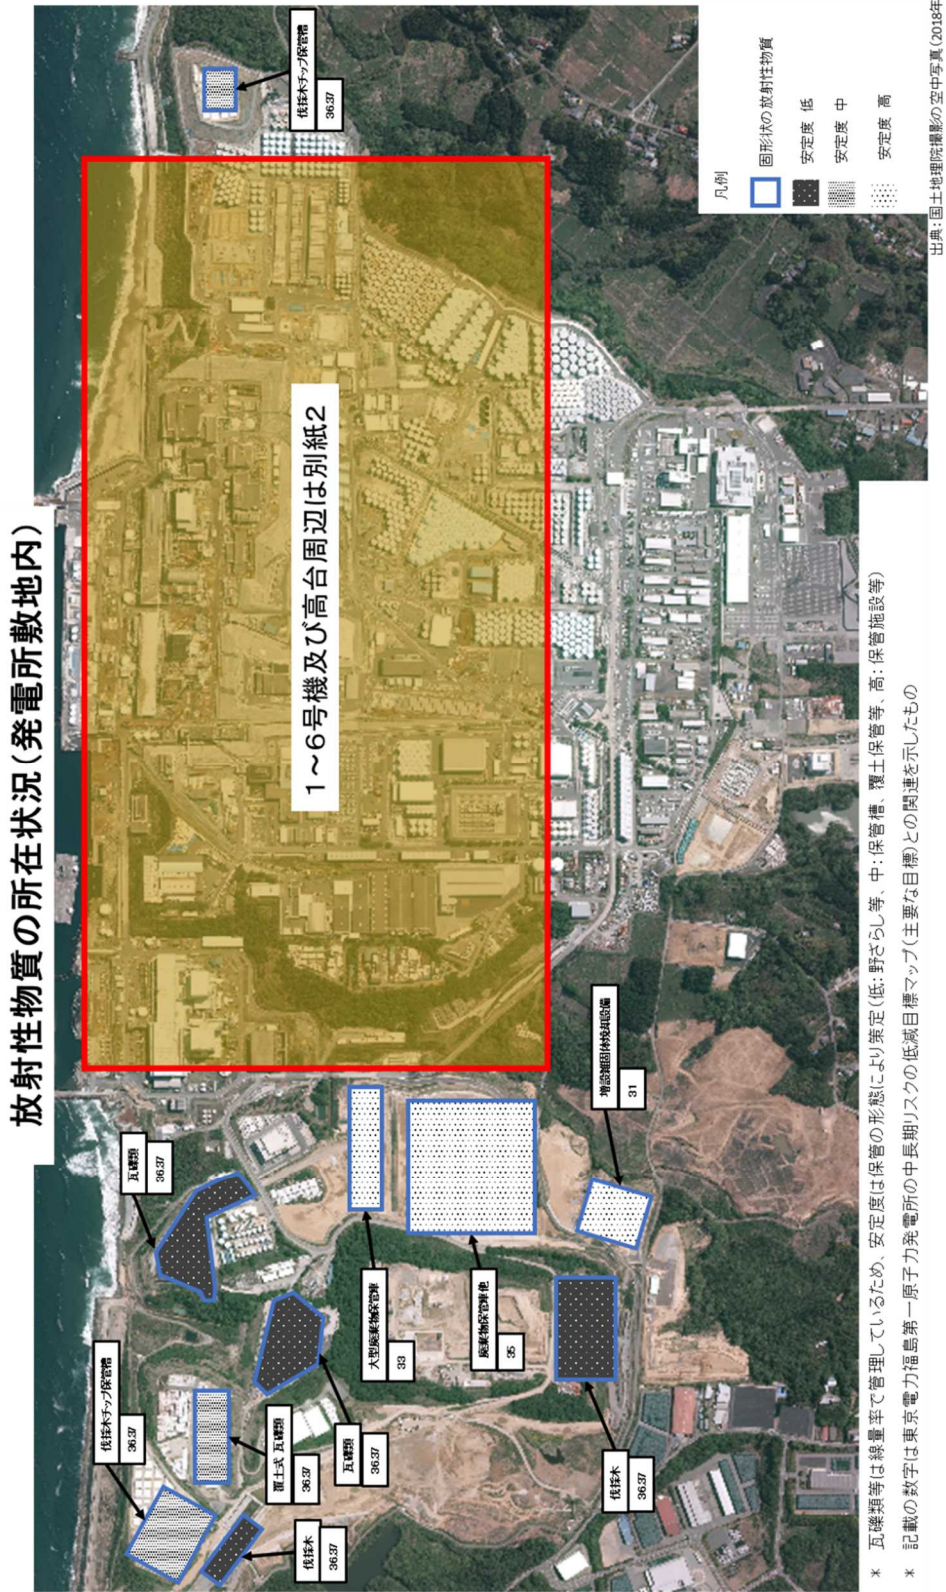 放射性物質の所在状況(発電所敷地内)
伐採木チップ保管槽
36.37
瓦礫類
36.37
伐採木チップ保管槽
36.37
1～6号機及び高台周辺は別紙2
覆土式 瓦礫類
36.37
伐採木
36.37
瓦礫類
36.37
大型廃棄物保管庫
33
廃棄物保管庫他
35
伐採木
36.37
増設雑固体焼却設備
31
凡例
固形状の放射性物質
安定度 低
安定度 中
安定度 高
* 瓦礫類等は線量率で管理しているため、安定度は保管の形態により策定(低:野ざらし等、中:保管槽、覆土保管等、高:保管施設等)
* 記載の数字は東京電力福島第一原子力発電所の中長期リスクの低減目標マップ(主要な目標)との関連を示したもの
出典:国土地理院撮影の空中写真(2018年